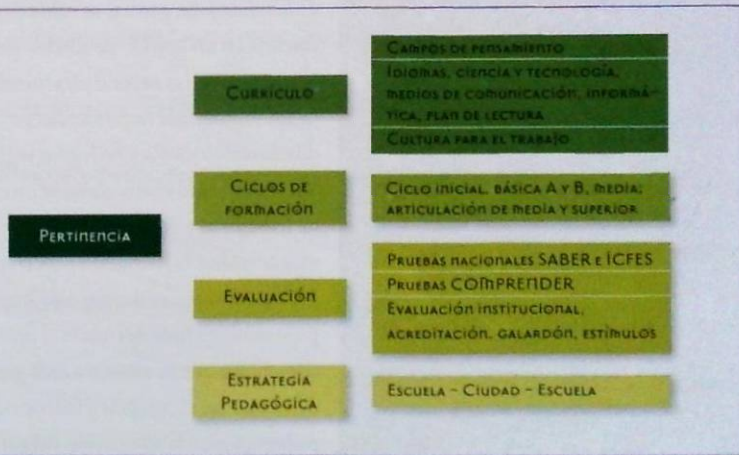 Pertinencia
Currículo
Campos de pensamiento
Idiomas, ciencia y tecnología,
medios de comunicación, informá-
tica, plan de lectura
Cultura para el trabajo
Ciclos de
formación
Ciclo inicial, básica A y B, media;
articulación de media y superior
Evaluación
Pruebas nacionales SABER e ICFES
Pruebas COMPRENDER
Evaluación institucional,
acreditación, galardón, estímulos
Estrategia
Pedagógica
Escuela - Ciudad - Escuela